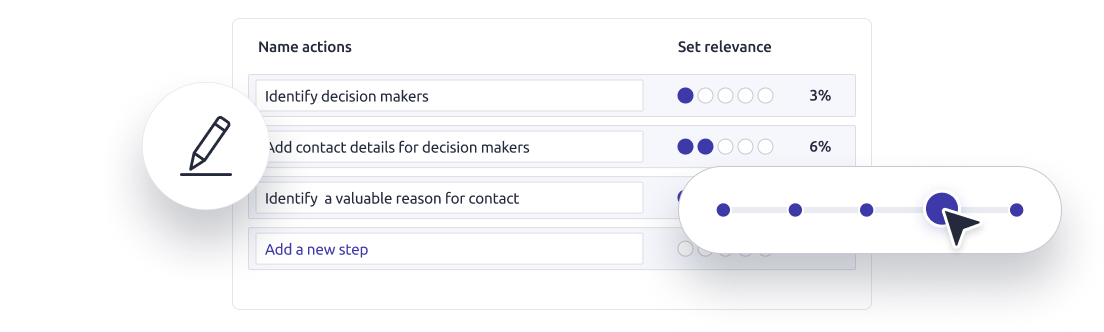 Name actions Set relevance
Identify decision makers 3%
Add contact details for decision makers 6%
Identify  a valuable reason for contact
Add a new step